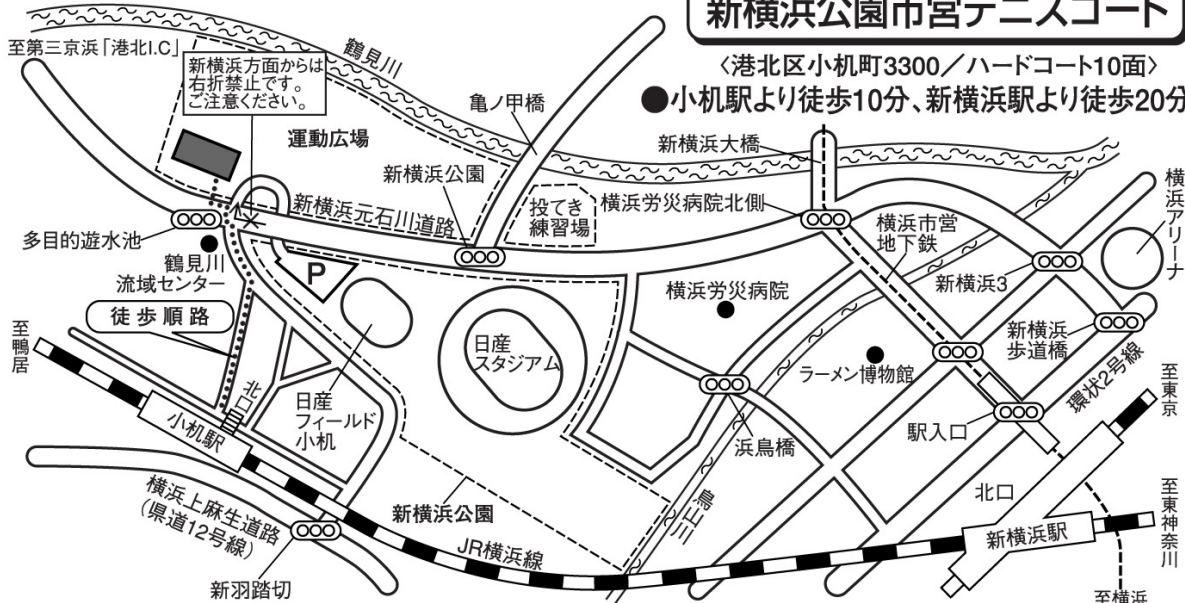 新横浜公園市営テニスコート
〈港北区小机町3300／ハードコート10面〉
●小机駅より徒歩10分、新横浜駅より徒歩20分
至第三京浜「港北I.C」
鶴見川
新横浜方面からは
右折禁止です。
ご注意ください。
運動広場
亀ノ甲橋
新横浜公園
新横浜元石川道路
投てき
練習場
新横浜大橋
横浜労災病院北側
横浜市営
地下鉄
横浜アリーナ
新横浜3
多目的遊水池
鶴見川
流域センター
P
徒歩順路
横浜労災病院
日産
スタジアム
ラーメン博物館
新横浜
歩道橋
環状2号線
至鴨居
北口
小机駅
日産
フィールド
小机
浜鳥橋
駅入口
至東京
横浜上麻生道路
(県道12号線)
新横浜公園
鳥山川
北口
新横浜駅
至東神奈川
JR横浜線
新羽踏切
至横浜